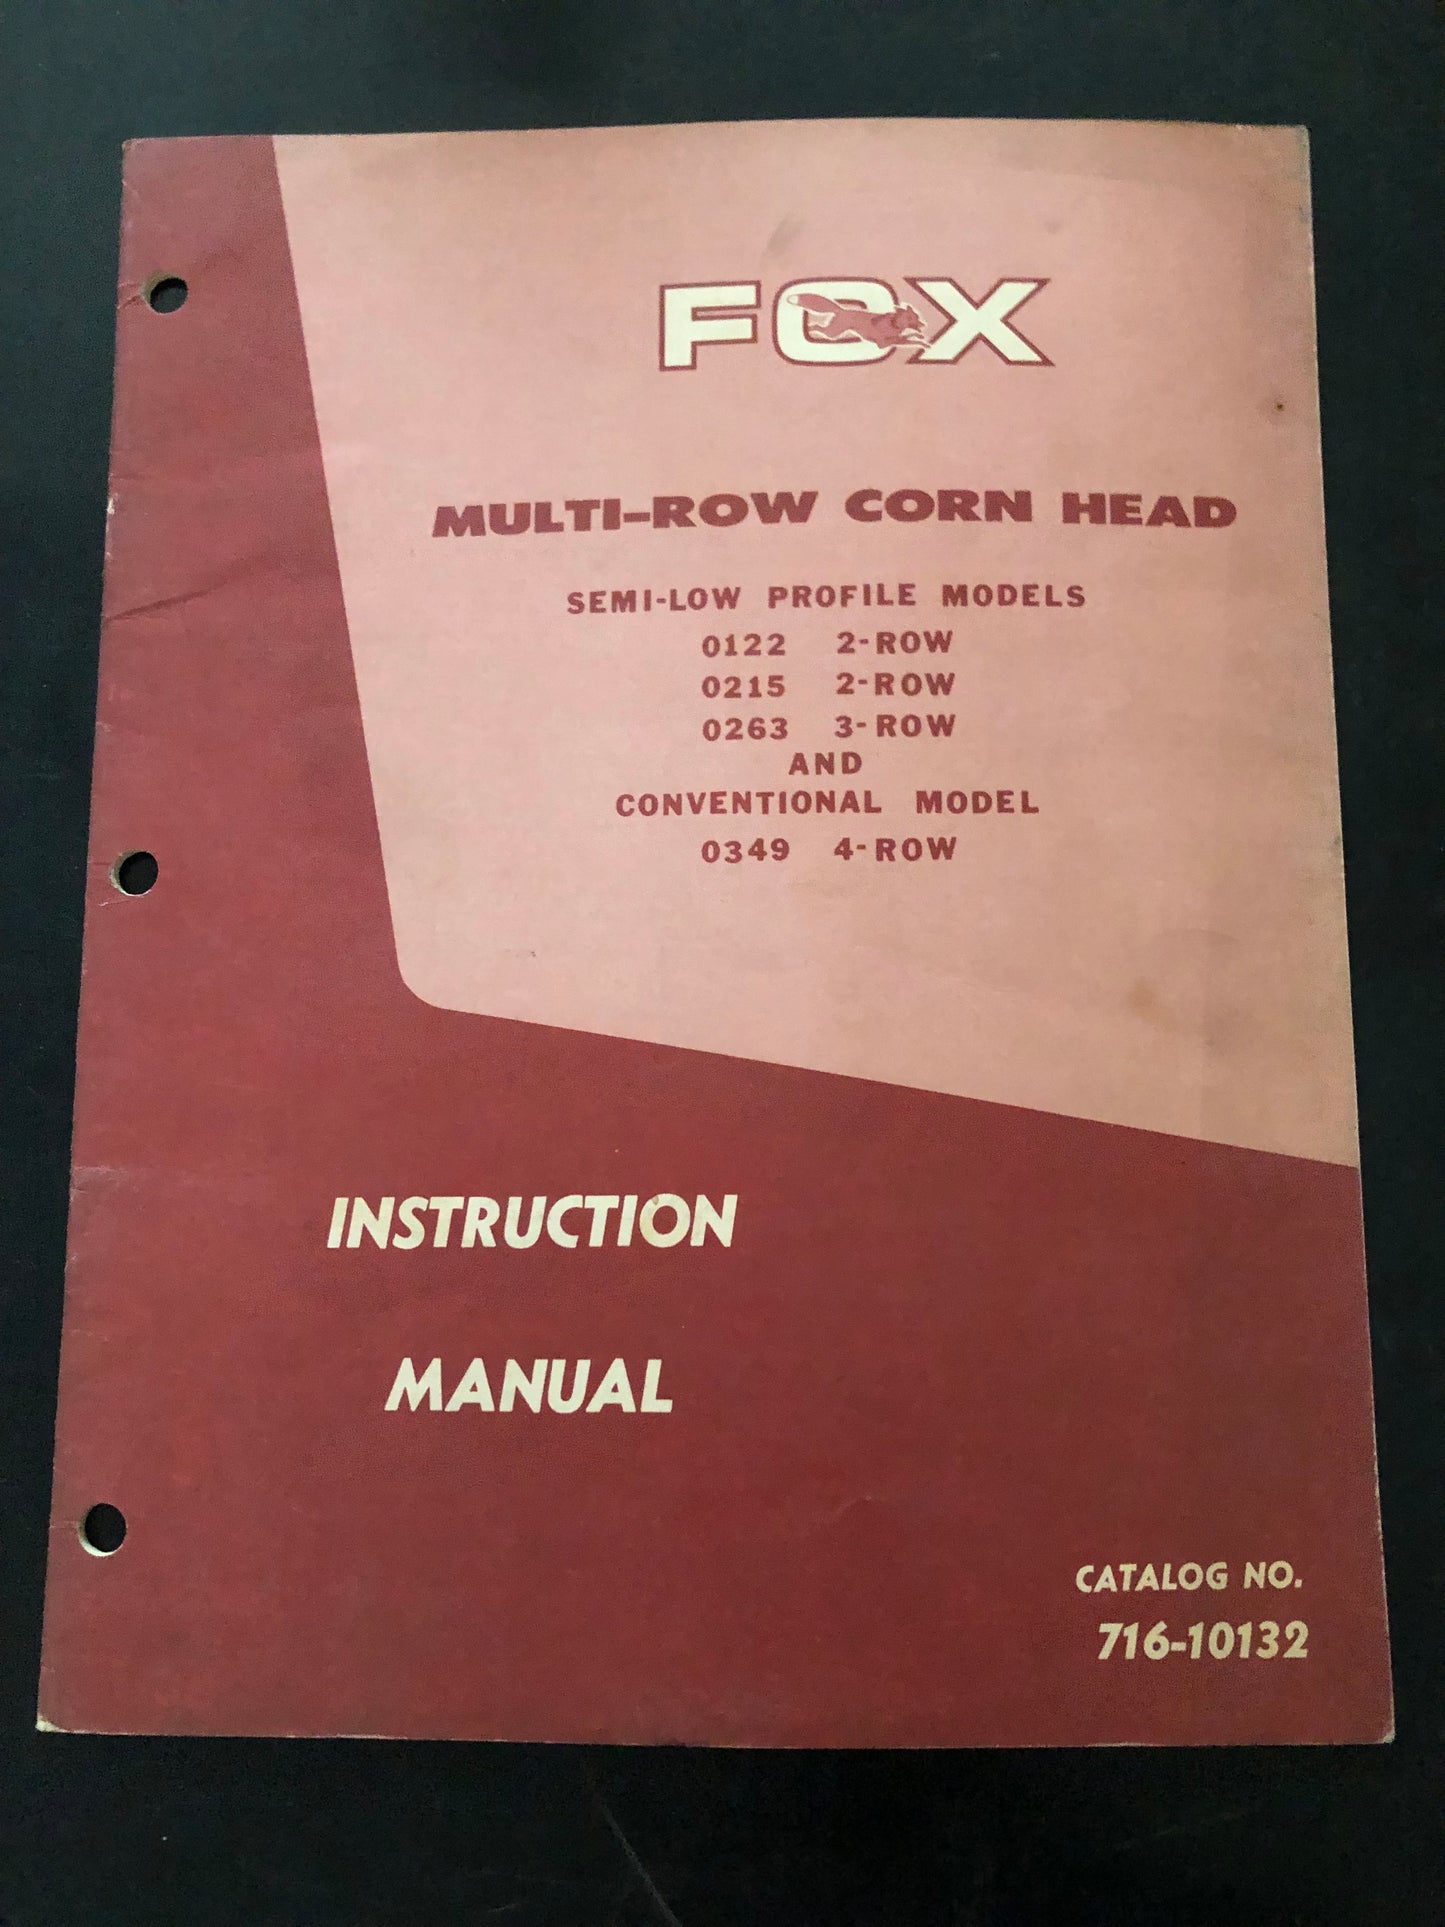 FOX
MULTI-ROW CORN HEAD
SEMI-LOW PROFILE MODELS
0122 2-ROW
0215 2-ROW
0263 3-ROW
AND
CONVENTIONAL MODEL
0349 4-ROW
INSTRUCTION
MANUAL
CATALOG NO.
716-10132